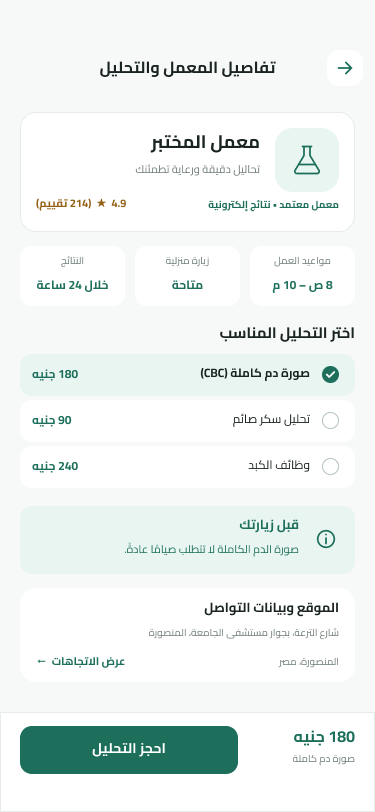 تفاصيل المعمل والتحليل
معمل المختبر
تحاليل دقيقة ورعاية تطمئنك
معمل معتمد • نتائج إلكترونية
4.9 ★ (214 تقييم)
مواعيد العمل
8 ص – 10 م
زيارة منزلية
متاحة
النتائج
خلال 24 ساعة
اختر التحليل المناسب
صورة دم كاملة (CBC)
180 جنيه
تحليل سكر صائم
90 جنيه
وظائف الكبد
240 جنيه
قبل زيارتك
صورة الدم الكاملة لا تتطلب صيامًا عادةً.
الموقع وبيانات التواصل
شارع الترعة، بجوار مستشفى الجامعة، المنصورة
المنصورة، مصر
عرض الاتجاهات ←
180 جنيه
صورة دم كاملة
احجز التحليل